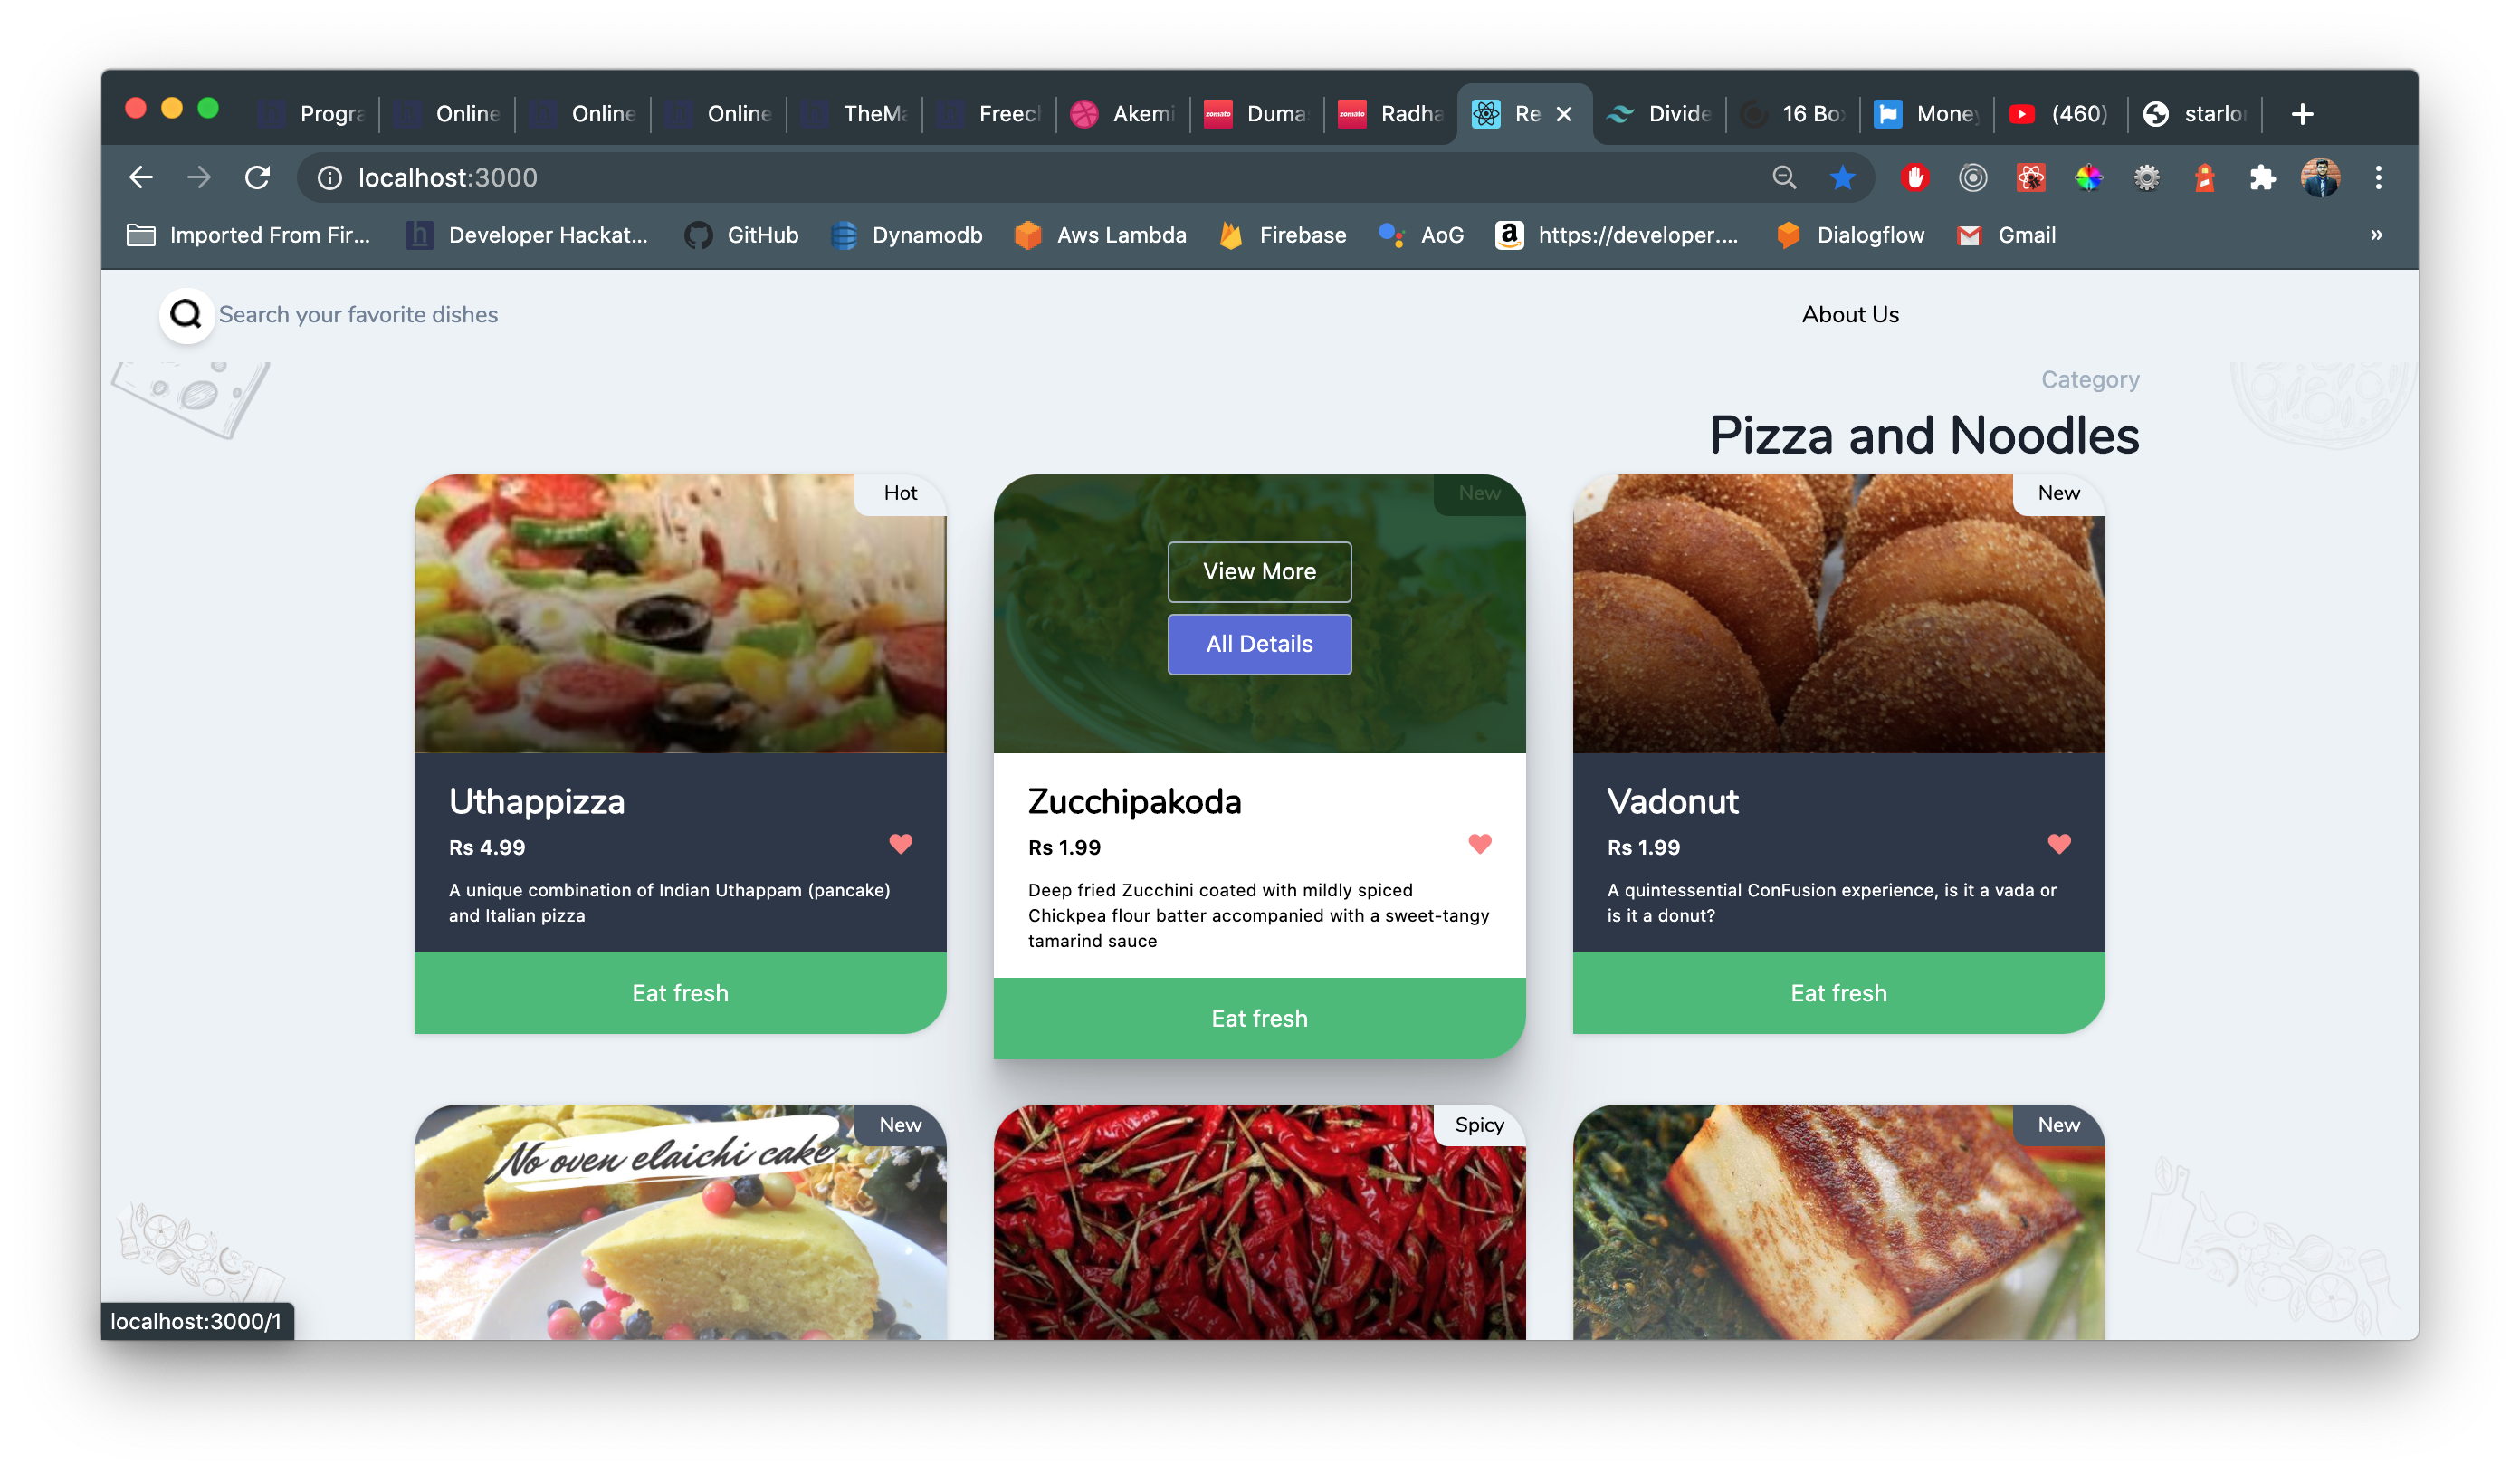 Progra
Online
Online
Online
TheMa
Freecl
Akemi
zomato
Dumas
zomato
Radha
Re
Divide
16 Box
Money
(460)
starlor
localhost:3000
Imported From Fir...
h
Developer Hackat...
GitHub
Dynamodb
Aws Lambda
Firebase
AoG
a
https://developer....
Dialogflow
Gmail
»
Search your favorite dishes
About Us
Category
Pizza and Noodles
Hot
Uthappizza
Rs 4.99
A unique combination of Indian Uthappam (pancake)
and Italian pizza
Eat fresh
New
View More
All Details
Zucchipakoda
Rs 1.99
Deep fried Zucchini coated with mildly spiced
Chickpea flour batter accompanied with a sweet-tangy
tamarind sauce
Eat fresh
New
Vadonut
Rs 1.99
A quintessential ConFusion experience, is it a vada or
is it a donut?
Eat fresh
New
No oven elaichi cake
Spicy
New
localhost:3000/1